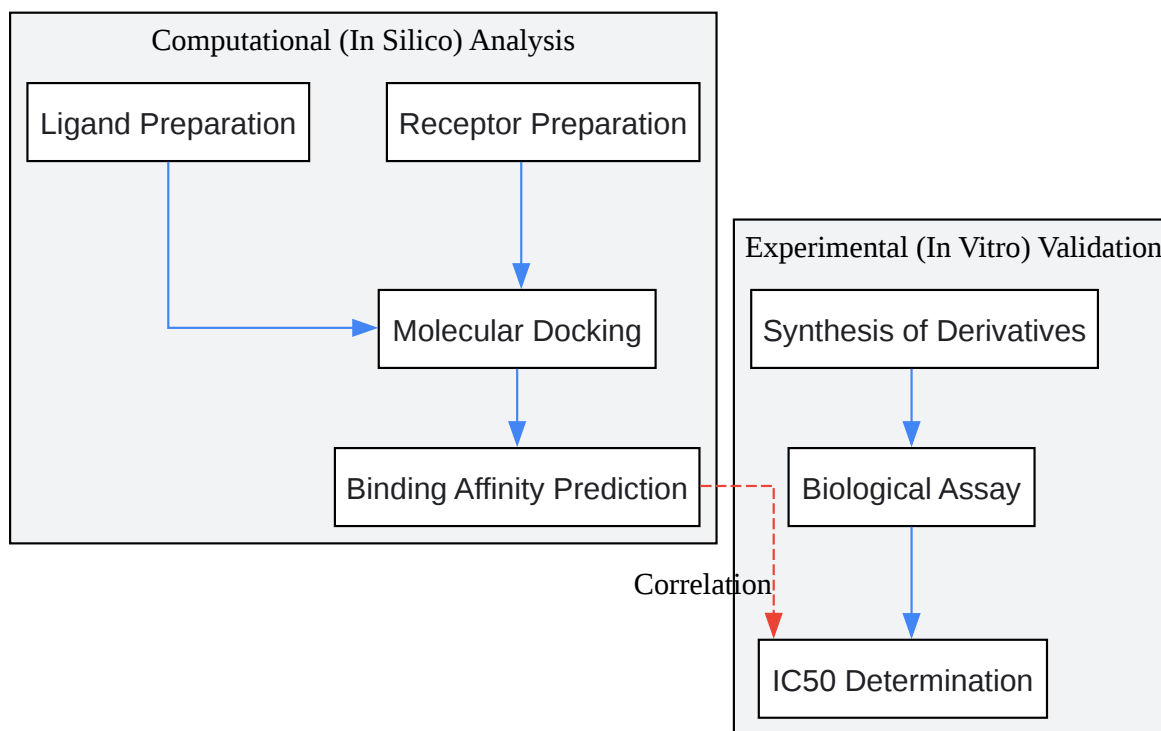 Computational (In Silico) Analysis
Ligand Preparation
Receptor Preparation
Molecular Docking
Binding Affinity Prediction
Correlation
Experimental (In Vitro) Validation
Synthesis of Derivatives
Biological Assay
IC50 Determination